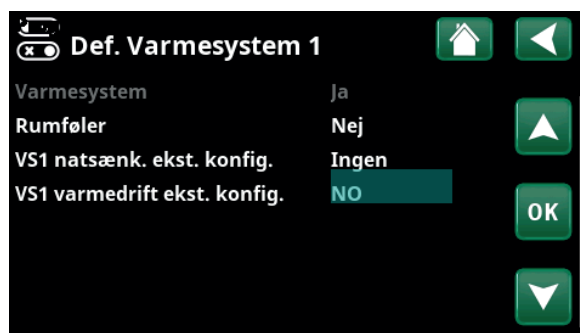 Def. Varmesystem 1
Varmesystem Ja
Rumføler Nej
VS1 natsænk. ekst. konfig. Ingen
VS1 varmedrift ekst. konfig. NO
OK